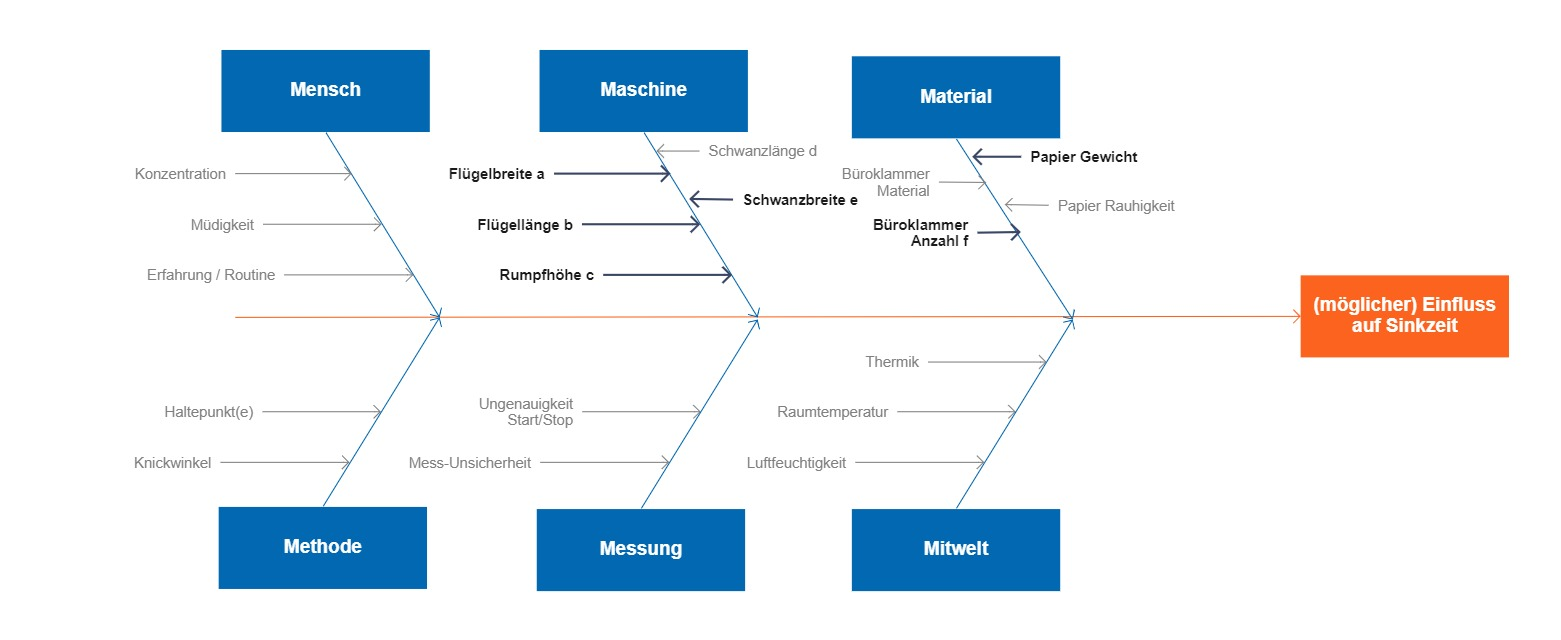 Mensch
Maschine
Material
Konzentration
Müdigkeit
Erfahrung / Routine
Schwanzlänge d
Flügelbreite a
Schwanzbreite e
Flügellänge b
Rumpfhöhe c
Papier Gewicht
Büroklammer
Material
Papier Rauhigkeit
Büroklammer
Anzahl f
(möglicher) Einfluss
auf Sinkzeit
Haltepunkt(e)
Knickwinkel
Ungenauigkeit
Start/Stop
Mess-Unsicherheit
Thermik
Raumtemperatur
Luftfeuchtigkeit
Methode
Messung
Mitwelt